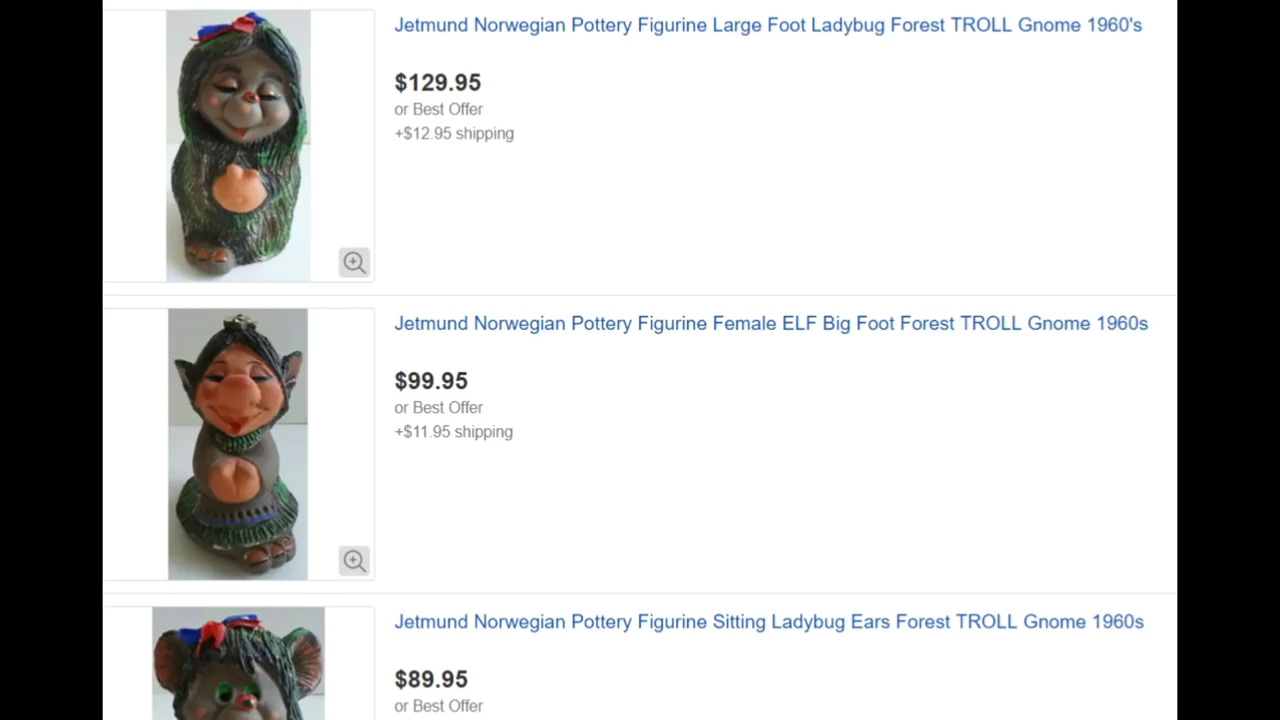 Jetmund Norwegian Pottery Figurine Large Foot Ladybug Forest TROLL Gnome 1960's
$129.95
or Best Offer
+$12.95 shipping
Jetmund Norwegian Pottery Figurine Female ELF Big Foot Forest TROLL Gnome 1960s
$99.95
or Best Offer
+$11.95 shipping
Jetmund Norwegian Pottery Figurine Sitting Ladybug Ears Forest TROLL Gnome 1960s
$89.95
or Best Offer